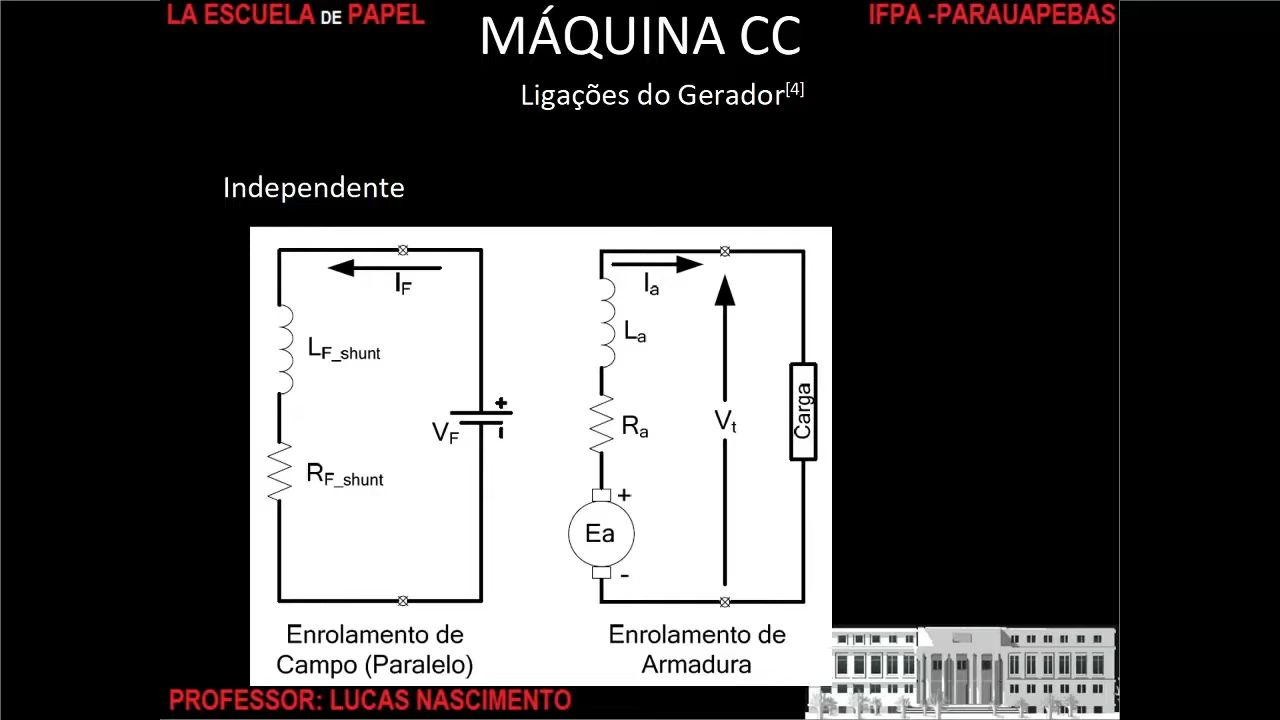 LA ESCUELA DE PAPEL
IFPA -PARAUAPEBAS
MÁQUINA CC
Ligações do Gerador[4]
Independente
IF
LF_shunt
RF_shunt
VF
+
Ia
La
Ra
+
Ea
-
Vt
Carga
Enrolamento de
Campo (Paralelo)
Enrolamento de
Armadura
PROFESSOR: LUCAS NASCIMENTO